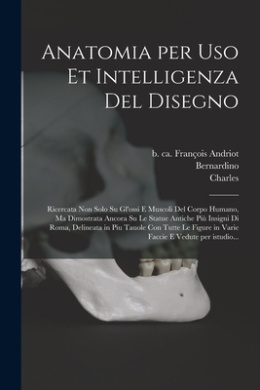 Anatomia per Uso
Et Intelligenza
Del Disegno
b. ca. François Andriot
Bernardino
Charles
Ricercata Non Solo Su Gl'ossi E Muscoli Del Corpo Humano,
Ma Dimostrata Ancora Su Le Statue Antiche Più Insigni Di
Roma, Delineata in Piu Tauole Con Tutte Le Figure in Varie
Faccie E Vedute per istudio...